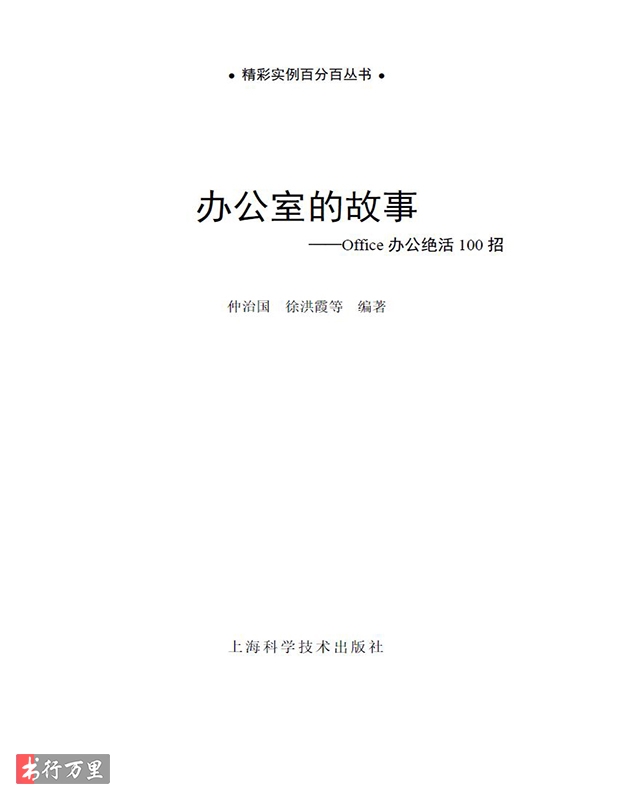 ● 精彩实例百分百丛书 ●
办公室的故事
——Office 办公绝活 100 招
仲治国 徐洪霞等 编著
上海科学技术出版社
书行万里